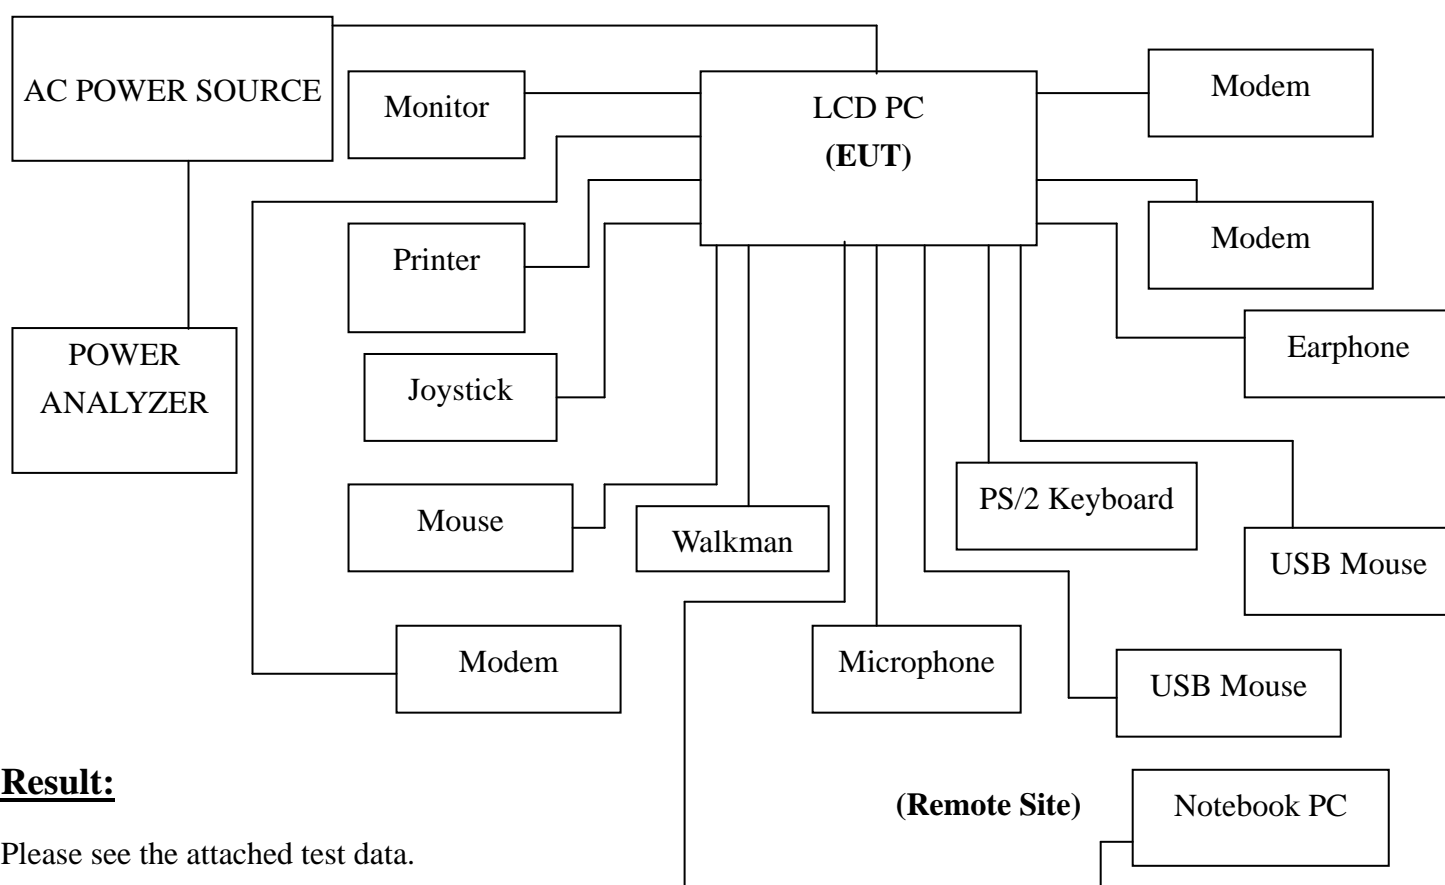 AC POWER SOURCE
Monitor
LCD PC
(EUT)
Modem
Printer
Modem
POWER
ANALYZER
Joystick
Earphone
Mouse
Walkman
PS/2 Keyboard
USB Mouse
Modem
Microphone
USB Mouse
Result:
(Remote Site)
Notebook PC
Please see the attached test data.